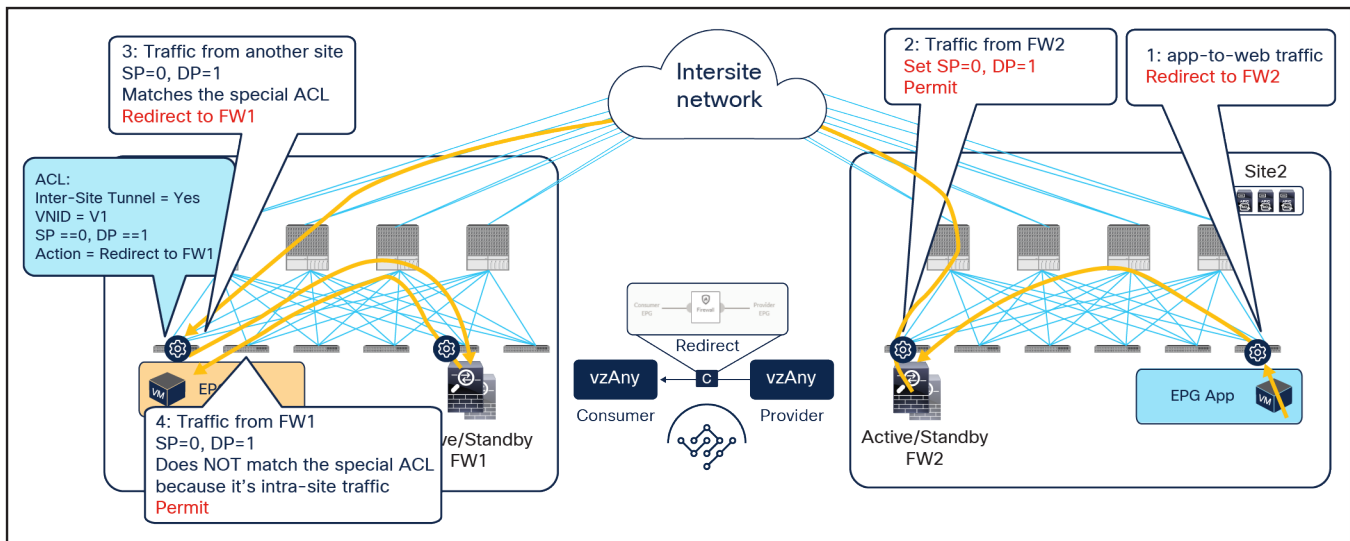 3: Traffic from another site
SP=0, DP=1
Matches the special ACL
Redirect to FW1
ACL:
Inter-Site Tunnel = Yes
VNID = V1
SP ==0, DP ==1
Action = Redirect to FW1
Intersite
network
2: Traffic from FW2
Set SP=0, DP=1
Permit
1: app-to-web traffic
Redirect to FW2
Site2
Consumer
EPG
Firewall
Provider
EPG
Redirect
vzAny
C
vzAny
Consumer
Provider
VM
EP
4: Traffic from FW1
SP=0, DP=1
Does NOT match the special ACL
because it's intra-site traffic
Permit
ve/Standby
FW1
Active/Standby
FW2
EPG App
VM